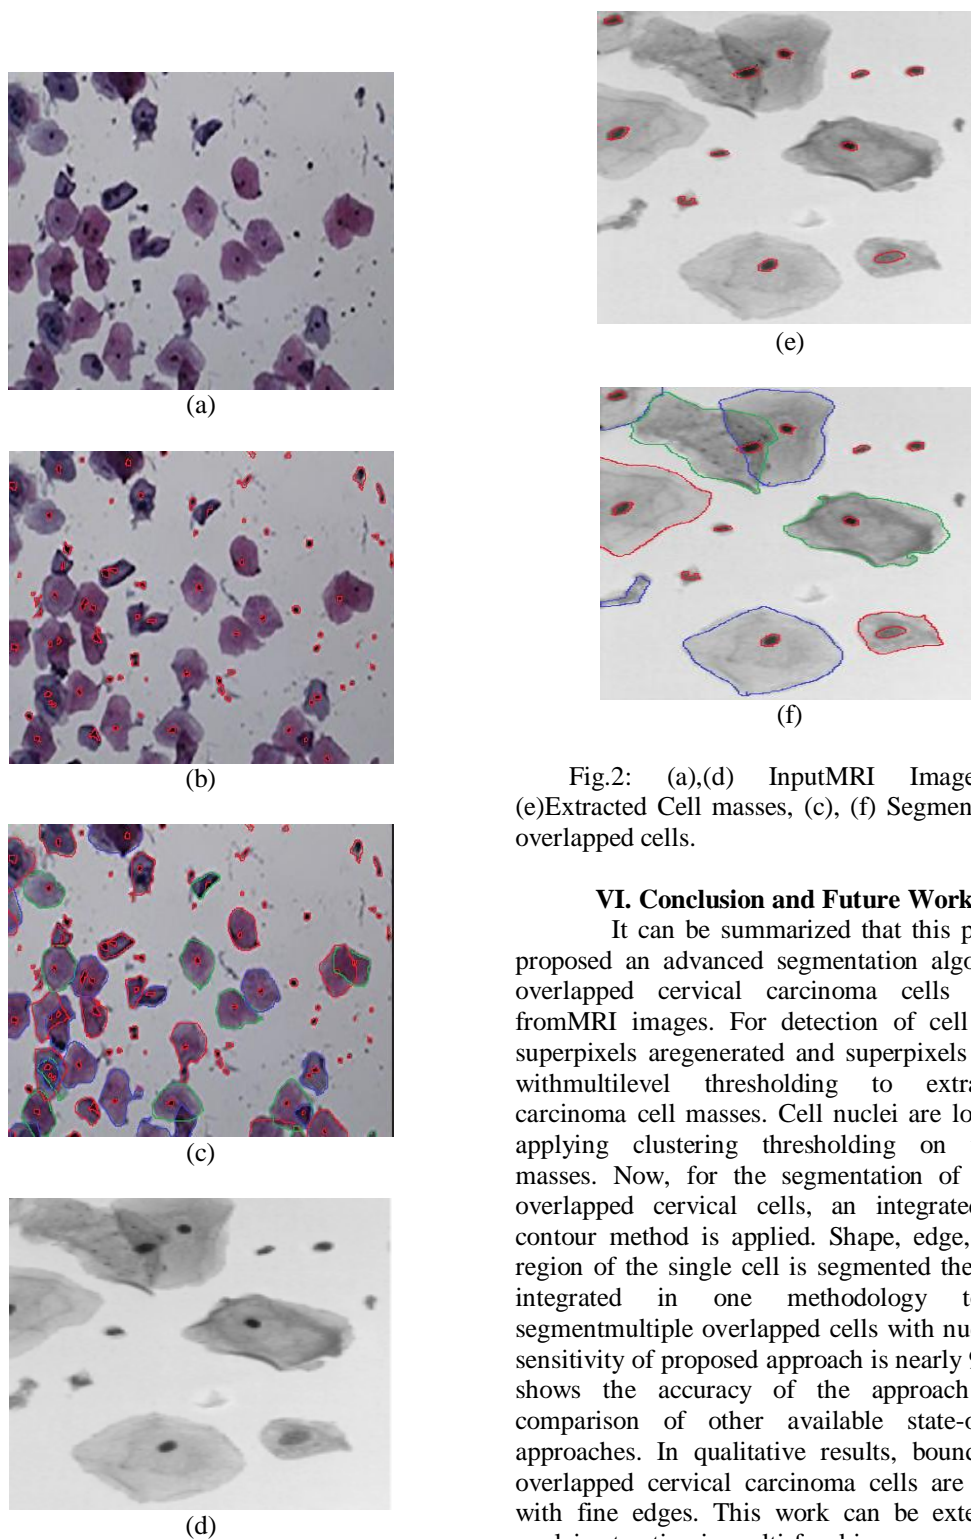 (a)
(b)
(c)
(d)
(e)
(f)
Fig.2: (a),(d) InputMRI Image
(e)Extracted Cell masses, (c), (f) Segmen
overlapped cells.
VI. Conclusion and Future Work
It can be summarized that this p
proposed an advanced segmentation algo
overlapped cervical carcinoma cells
fromMRI images. For detection of cell
superpixels aregenerated and superpixels
withmultilevel thresholding to extra
carcinoma cell masses. Cell nuclei are lo
applying clustering thresholding on
masses. Now, for the segmentation of
overlapped cervical cells, an integrated
contour method is applied. Shape, edge,
region of the single cell is segmented the
integrated in one methodology t
segmentmultiple overlapped cells with nu
sensitivity of proposed approach is nearly 9
shows the accuracy of the approach
comparison of other available state-o
approaches. In qualitative results, bound
overlapped cervical carcinoma cells are
with fine edges. This work can be exte